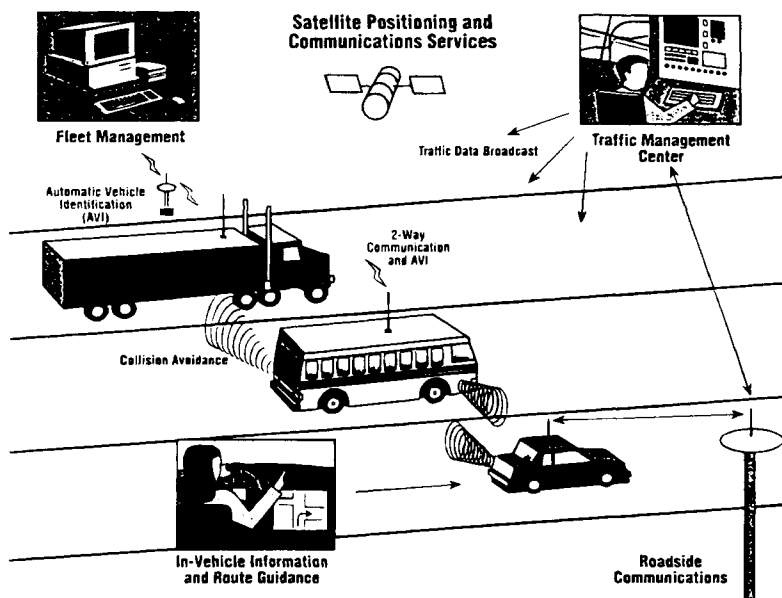 Satellite Positioning and
Communications Services
Fleet Management
Traffic Data Broadcast
Traffic Management
Center
Automatic Vehicle
Identification
(AVI)
2-Way
Communication
and AVI
Collision Avoidance
In-Vehicle Information
and Route Guidance
Roadside
Communications